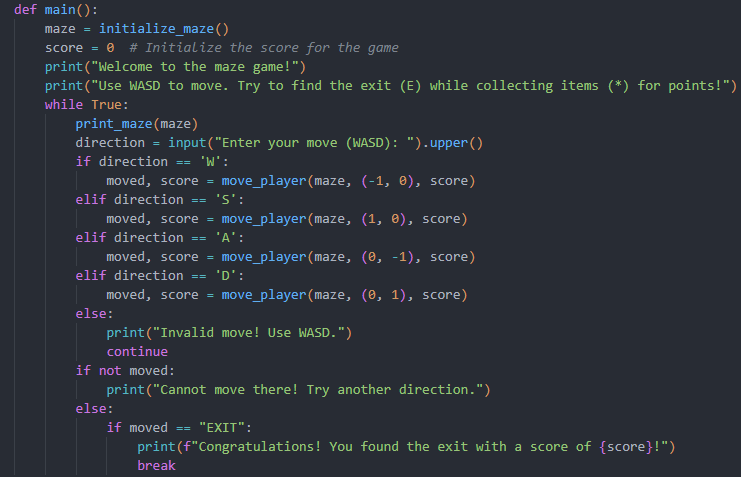 def main():
    maze = initialize_maze()
    score = 0  # Initialize the score for the game
    print("Welcome to the maze game!")
    print("Use WASD to move. Try to find the exit (E) while collecting items (*) for points!")
    while True:
        print_maze(maze)
        direction = input("Enter your move (WASD): ").upper()
        if direction == 'W':
            moved, score = move_player(maze, (-1, 0), score)
        elif direction == 'S':
            moved, score = move_player(maze, (1, 0), score)
        elif direction == 'A':
            moved, score = move_player(maze, (0, -1), score)
        elif direction == 'D':
            moved, score = move_player(maze, (0, 1), score)
        else:
            print("Invalid move! Use WASD.")
            continue
        if not moved:
            print("Cannot move there! Try another direction.")
        else:
            if moved == "EXIT":
                print(f"Congratulations! You found the exit with a score of {score}!")
                break